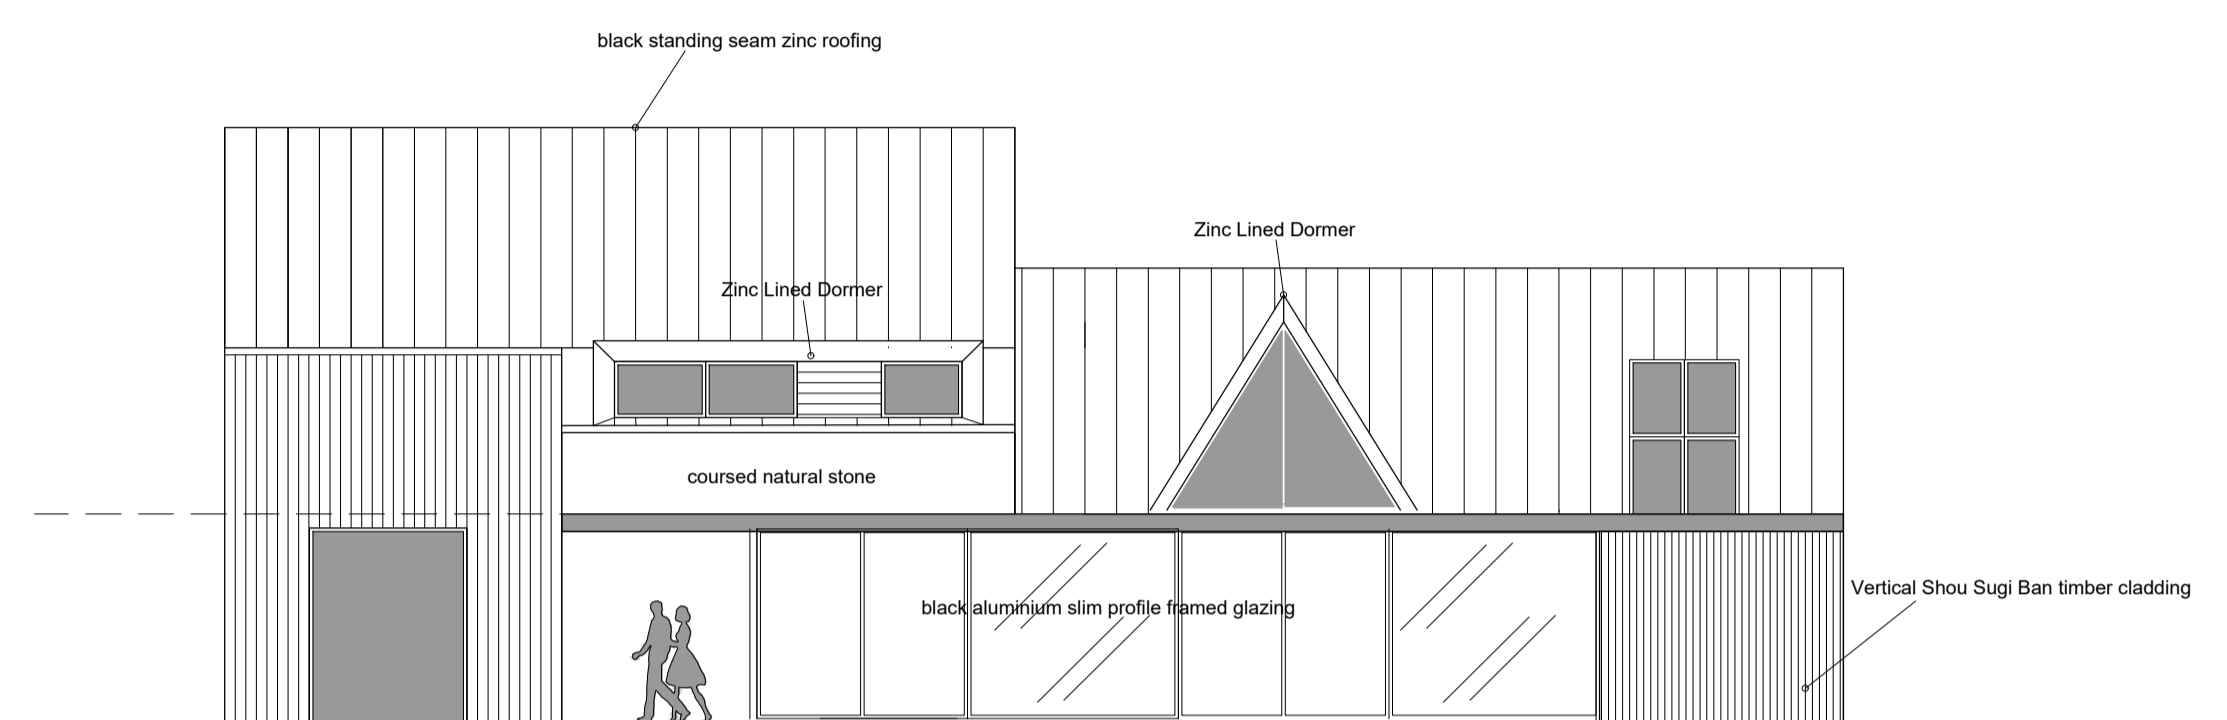 black standing seam zinc roofing
Zinc Lined Dormer
Zinc Lined Dormer
coursed natural stone
Vertical Shou Sugi Ban timber cladding
black aluminium slim profile framed glazing